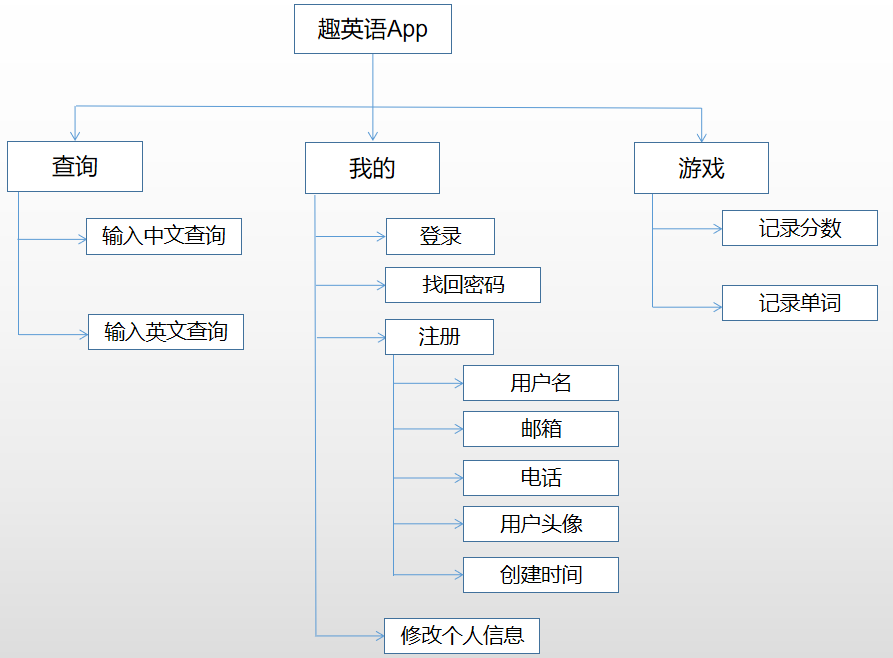 趣英语App
查询
输入中文查询
输入英文查询
我的
登录
找回密码
注册
用户名
邮箱
电话
用户头像
创建时间
修改个人信息
游戏
记录分数
记录单词